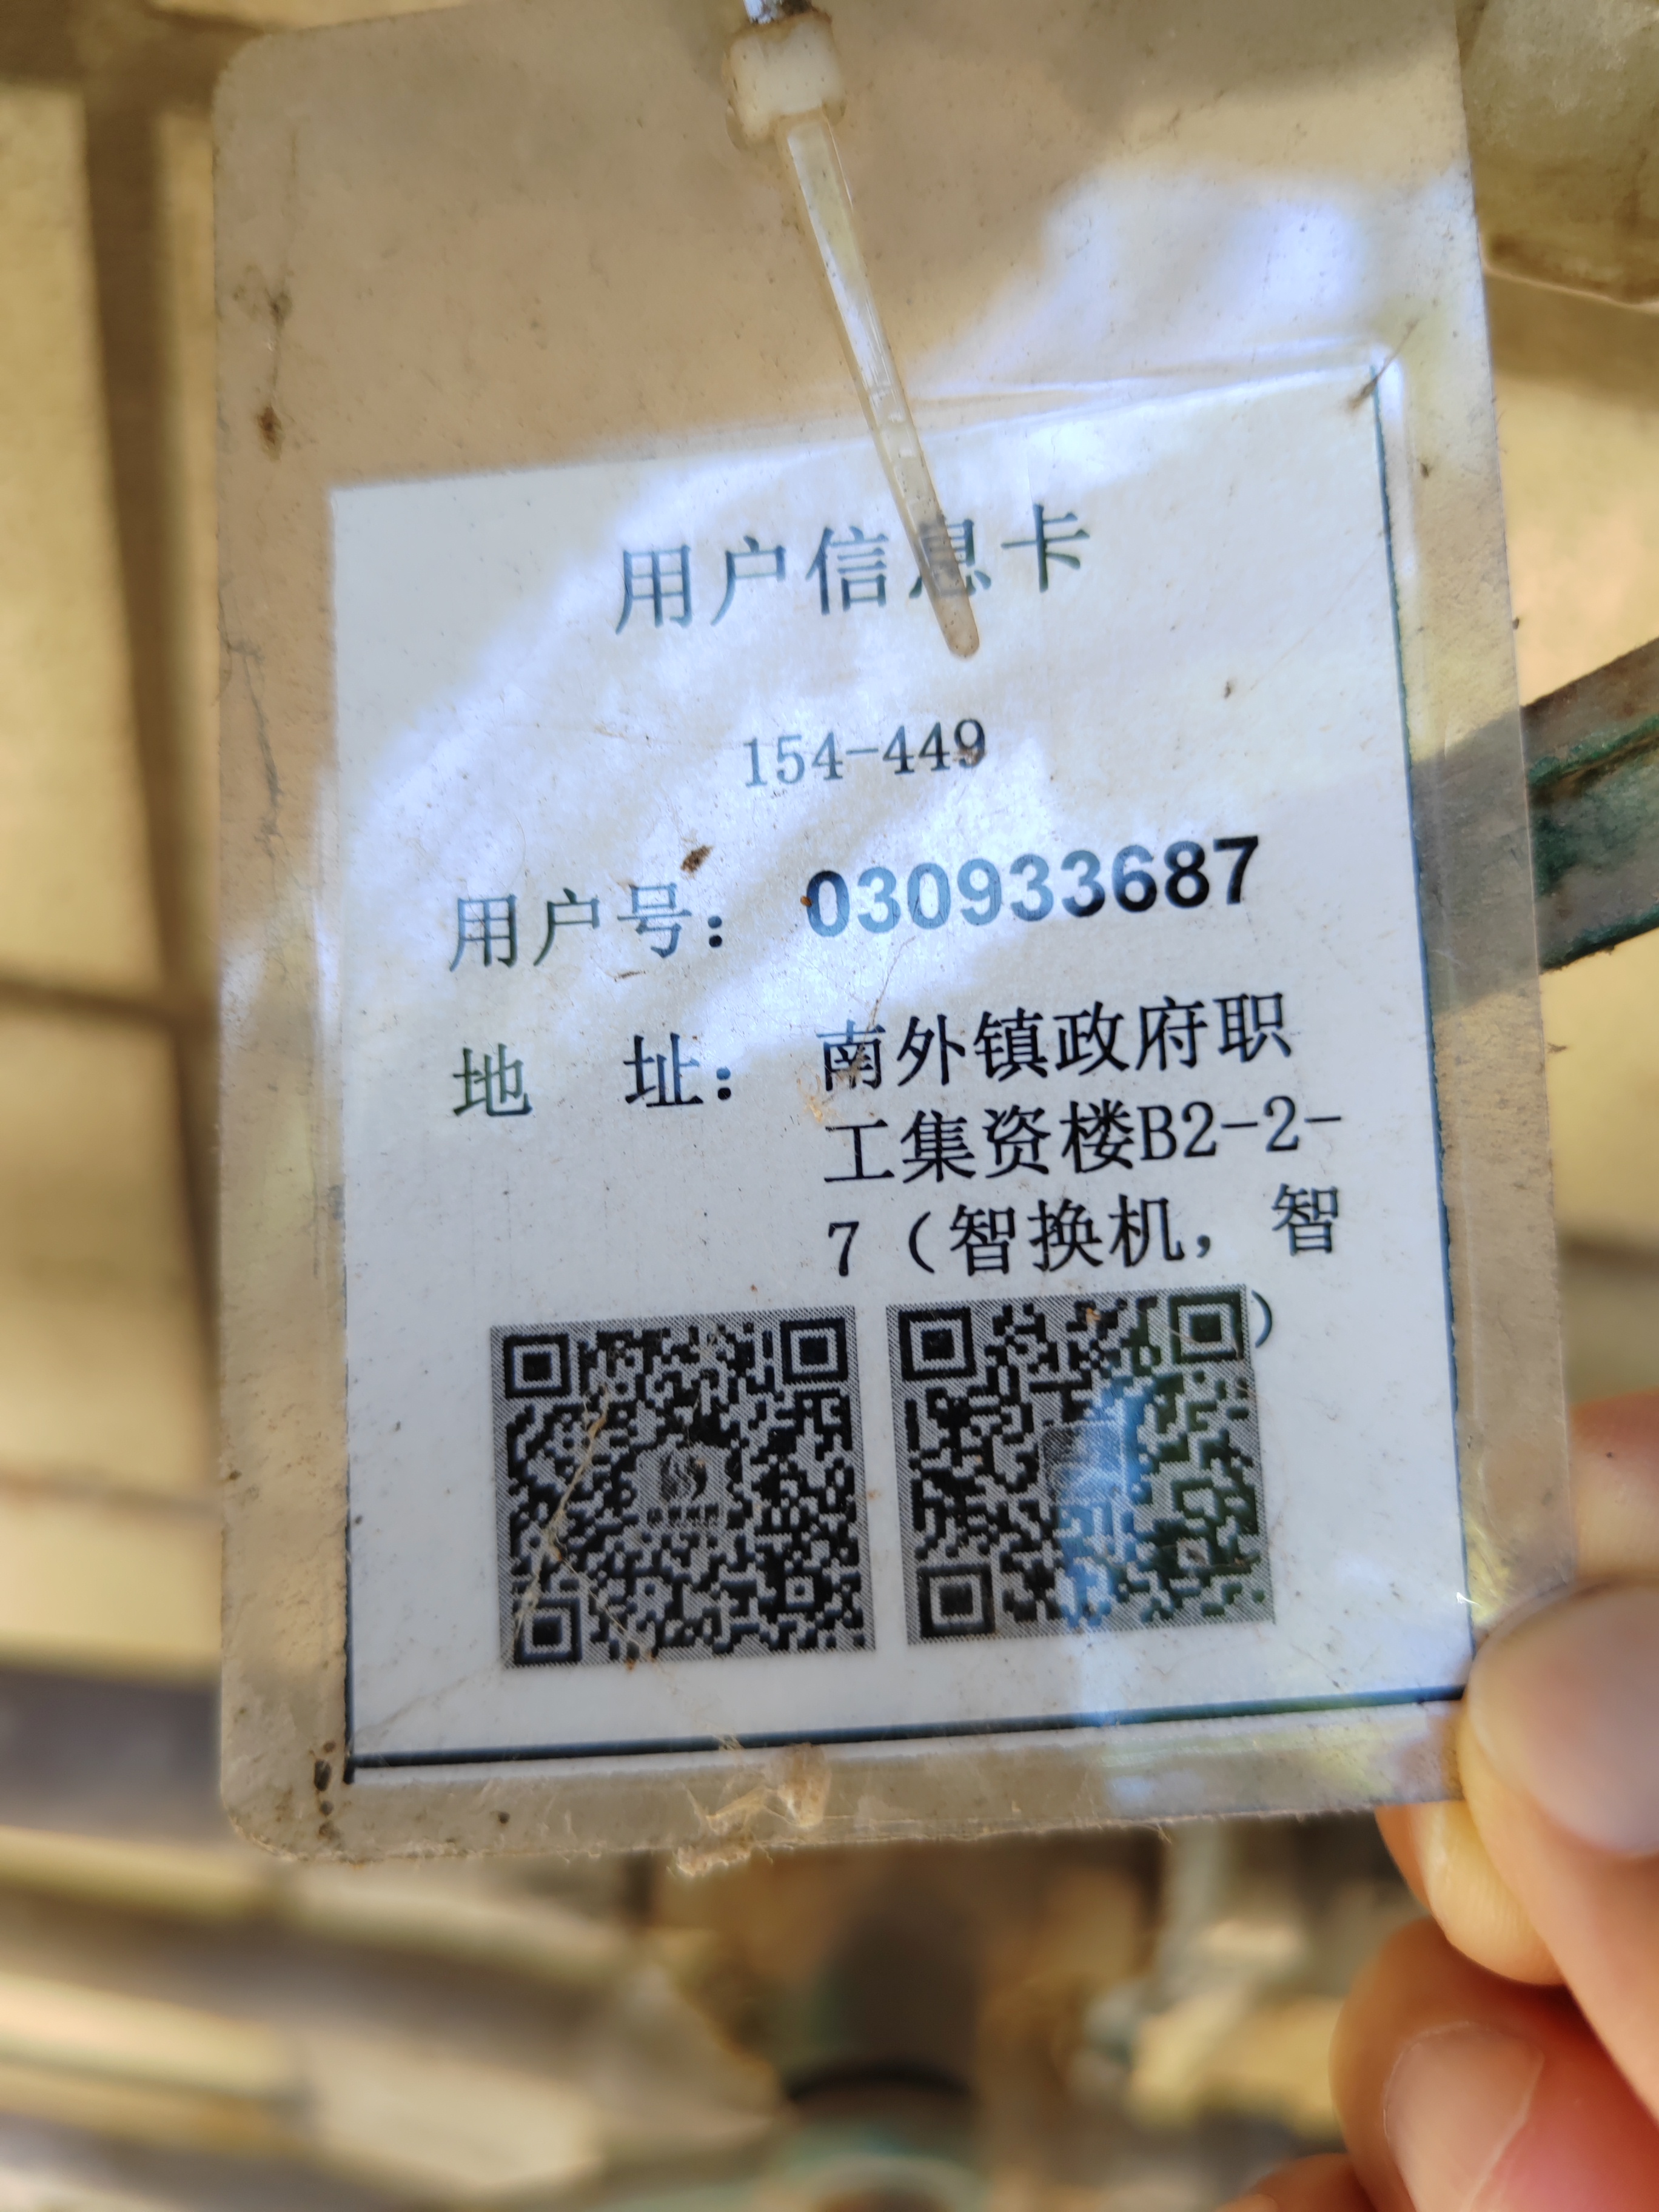 用户信息卡
154-449
用户号：030933687
地 址：南外镇政府职
工集资楼B2-2-
7（智换机，智
）